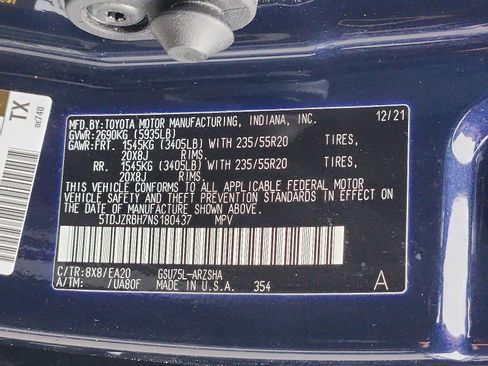 TX
DE740
MFD.BY:TOYOTA MOTOR MANUFACTURING, INDIANA, INC. 12/21
GVWR:2690KG (5935LB)
GAWR:FRT. 1545KG (3405LB) WITH 235/55R20 TIRES,
20X8J RIMS.
RR. 1545KG (3405LB) WITH 235/55R20 TIRES,
20X8J RIMS.
THIS VEHICLE CONFORMS TO ALL APPLICABLE FEDERAL MOTOR
VEHICLE SAFETY AND THEFT PREVENTION STANDARDS IN EFFECT ON
THE DATE OF MANUFACTURE SHOWN ABOVE.
5TDJZRBH7NS180437 MPV
C/TR:8X8/EA20 GSU75L-ARZSHA
A/TM: /UA80F MADE IN U.S.A. 354 A